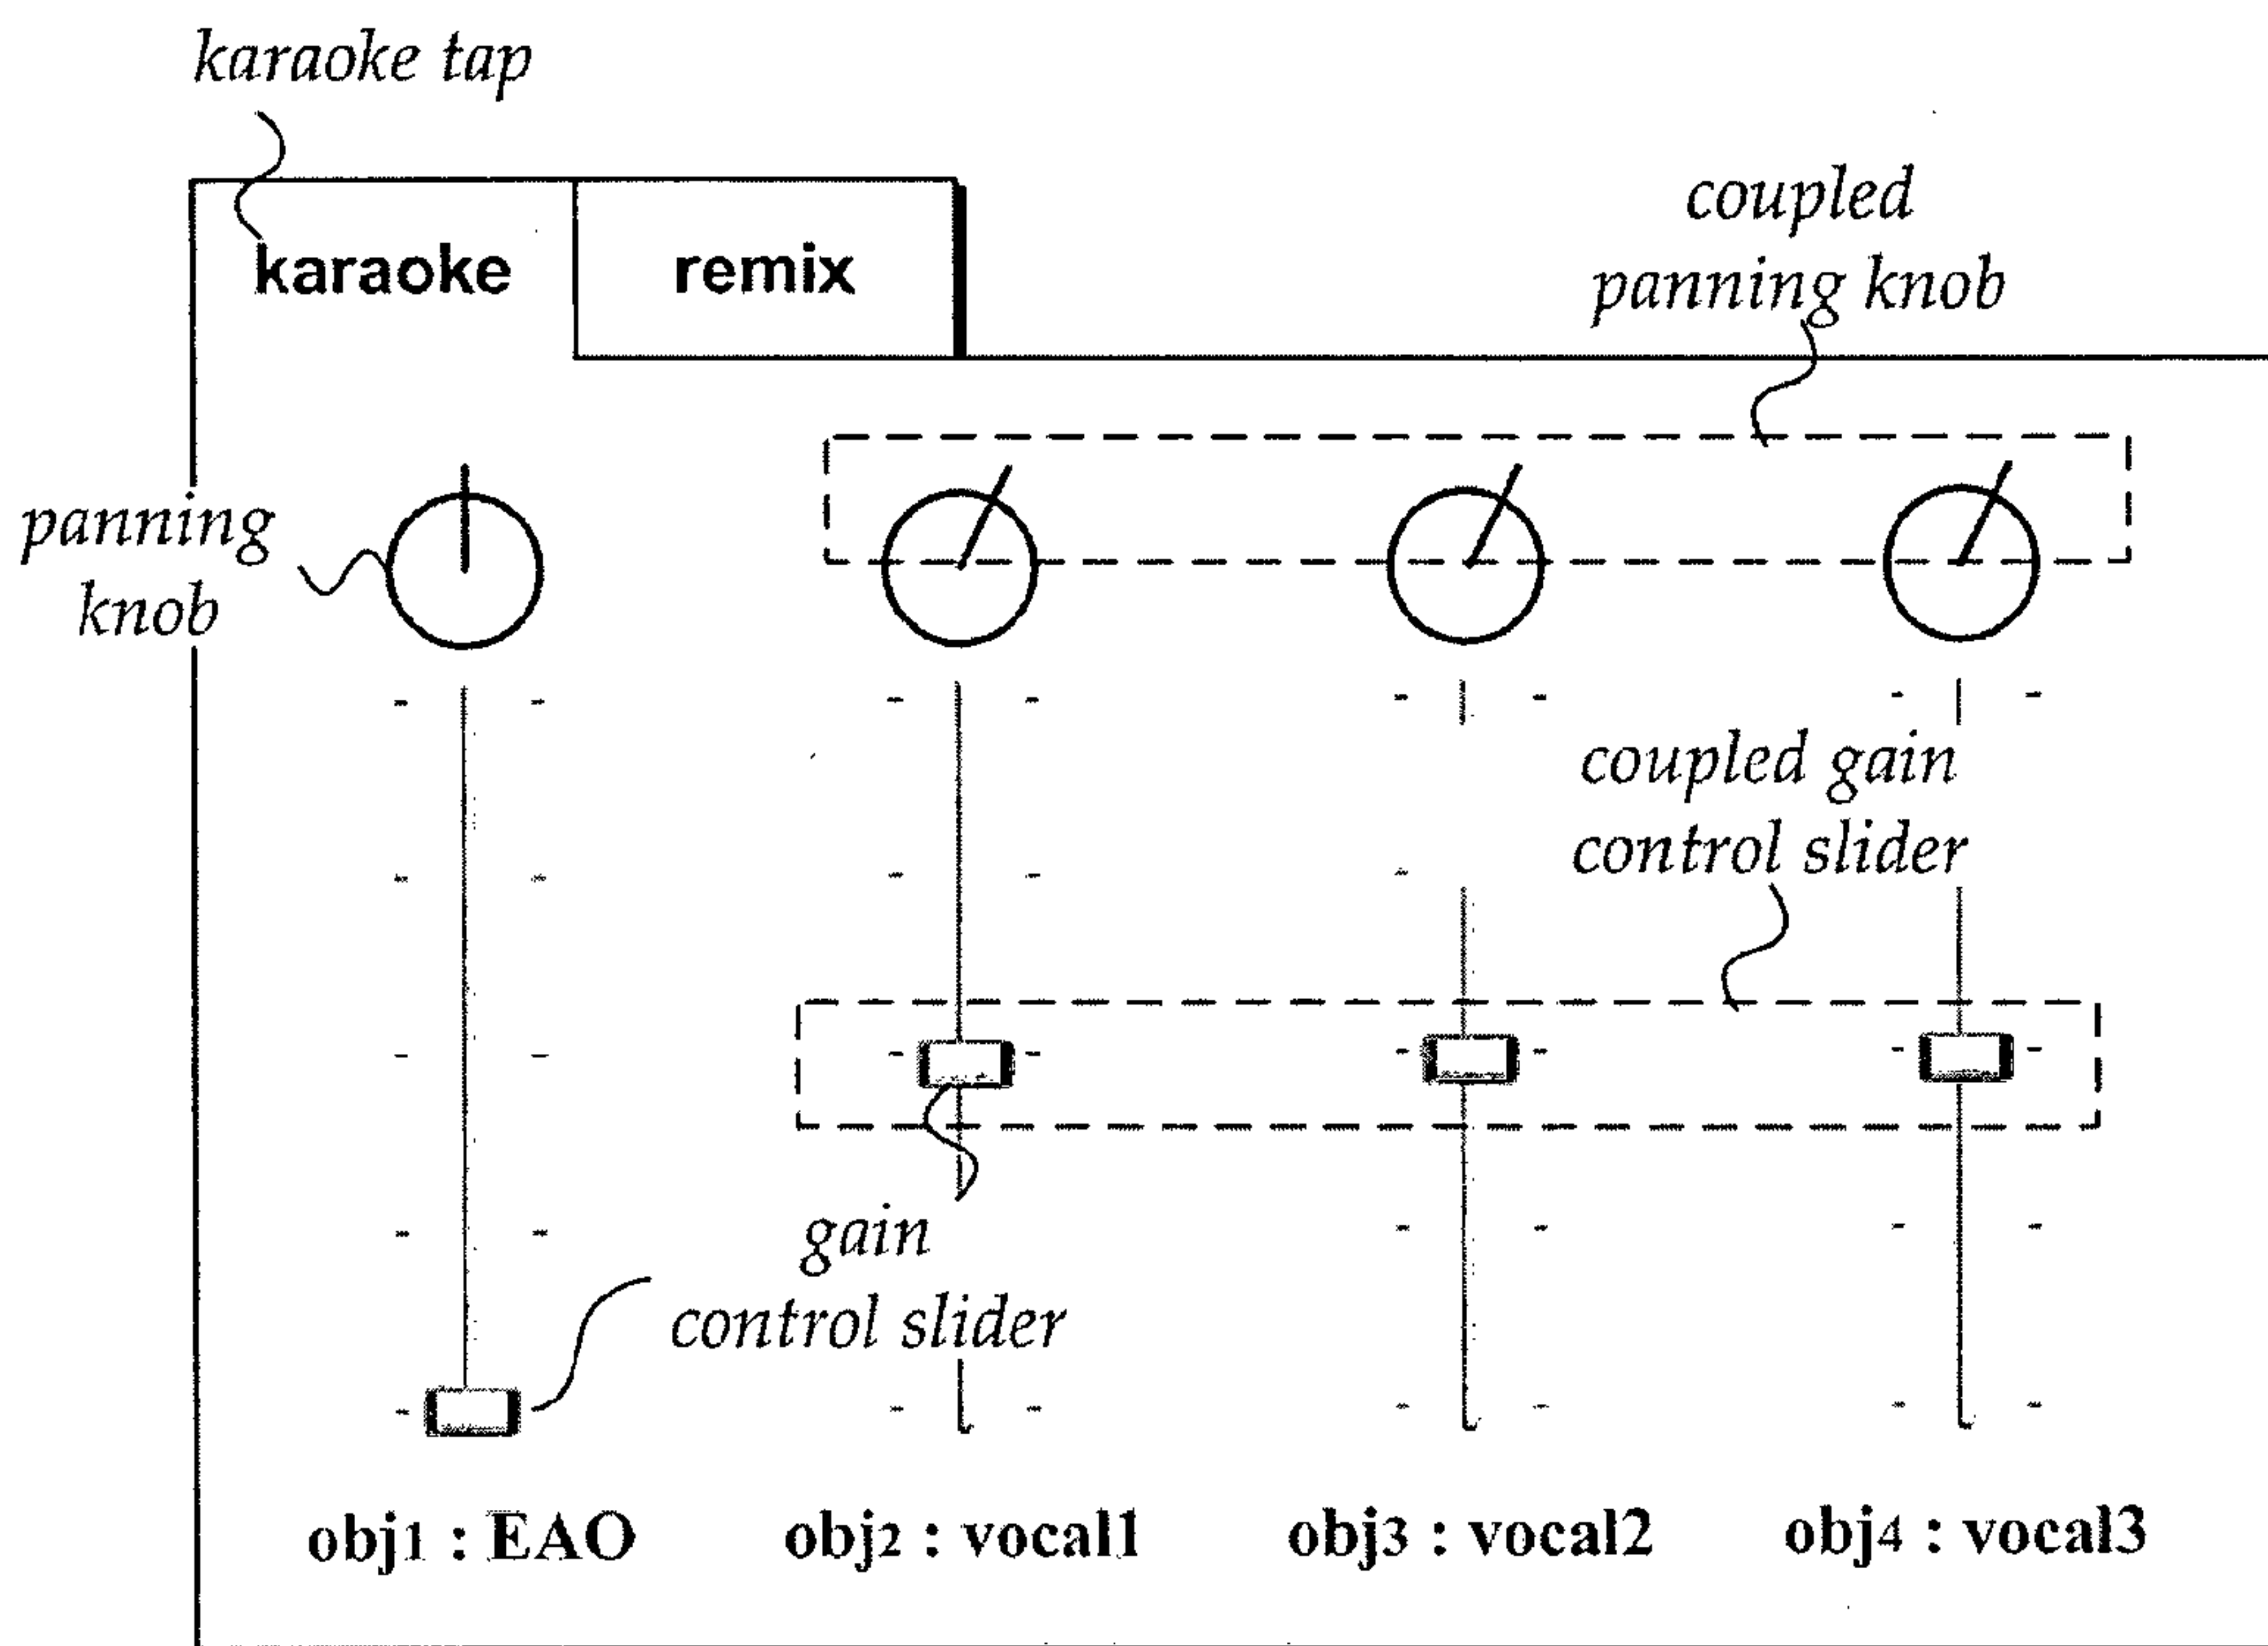 karaoke tap
karaoke
remix
coupled
panning knob
panning
knob
coupled gain
control slider
gain
control slider
obj1 : EAO
obj2 : vocal1
obj3 : vocal2
obj4 : vocal3